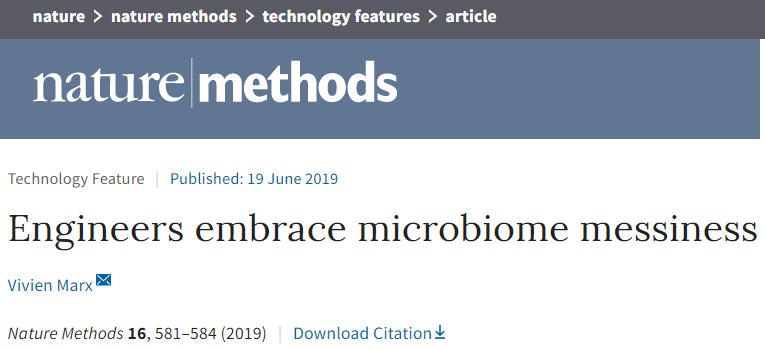 nature > nature methods > technology features > article
nature methods
Technology Feature | Published: 19 June 2019
Engineers embrace microbiome messiness
Vivien Marx
Nature Methods 16, 581–584 (2019) | Download Citation